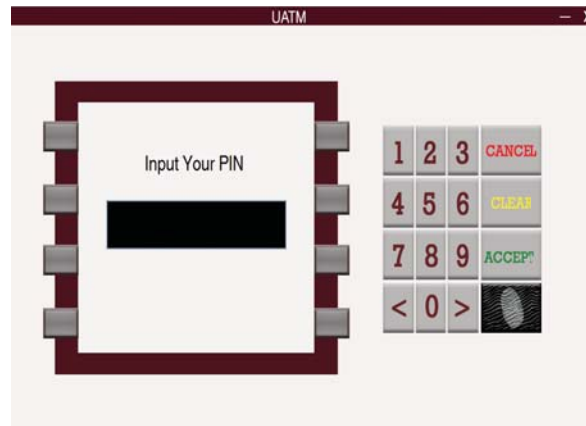 UATM
Input Your PIN
1 2 3 CANCEL
4 5 6 CLEAR
7 8 9 ACCEPT
< 0 >